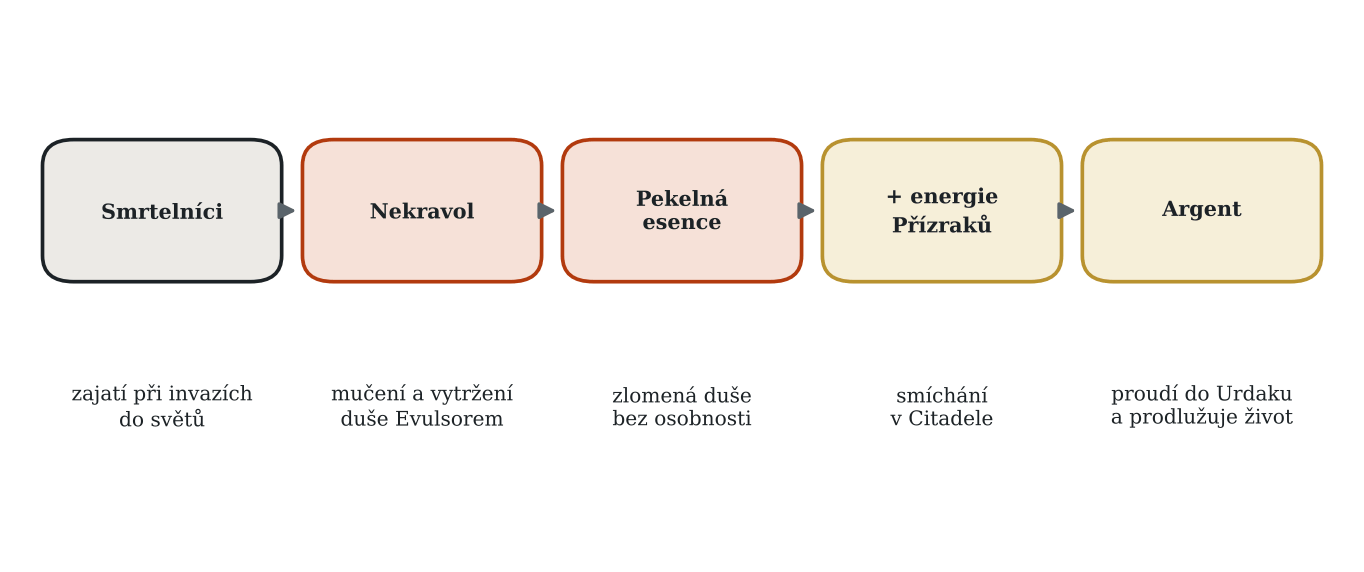 Smrtelníci
Nekravol
Pekelná
esence
+ energie
Přízraků
Argent
zajatí při invazích
do světů
mučení a vytržení
duše Evulsorem
zlomená duše
bez osobnosti
smíchání
v Citadele
proudí do Urdaku
a prodlužuje život